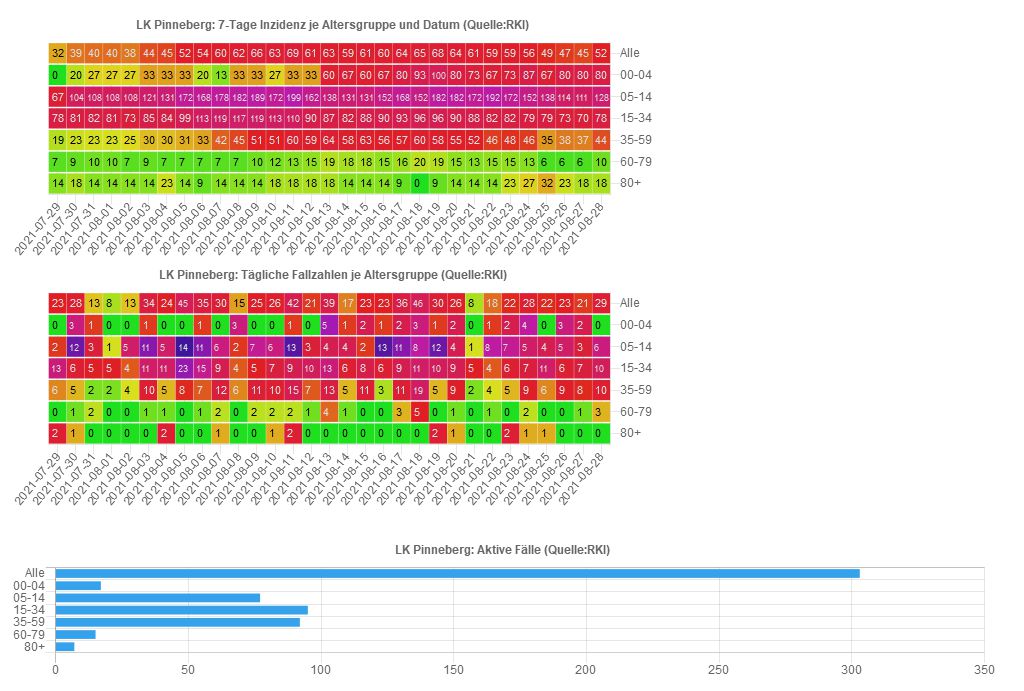 LK Pinneberg: 7-Tage Inzidenz je Altersgruppe und Datum (Quelle:RKI)
32 39 40 40 38 44 45 52 54 60 62 66 63 69 61 63 59 61 60 64 65 68 64 61 59 59 56 49 47 45 52 Alle
0 20 27 27 27 33 33 33 20 13 33 33 27 33 33 60 67 60 67 80 93 100 80 73 67 73 87 67 80 80 80 00-04
67 104 108 108 108 121 131 172 168 178 182 189 172 199 162 138 131 131 152 168 152 182 182 172 192 172 152 138 114 111 128 05-14
78 81 82 81 73 85 84 99 113 119 117 119 113 110 90 87 82 88 90 93 96 96 90 88 82 82 79 79 73 70 78 15-34
19 23 23 23 25 30 30 31 33 42 45 51 51 60 59 64 58 63 56 57 60 58 55 52 46 48 46 35 38 37 44 35-59
7 9 10 10 7 9 7 7 7 7 7 10 12 13 15 19 18 18 15 16 20 19 15 13 15 15 13 6 6 6 10 60-79
14 18 14 14 14 14 23 14 9 14 14 14 18 18 18 18 14 14 14 9 0 9 14 14 14 23 27 32 23 18 18 80+
2021-07-29 2021-07-30 2021-07-31 2021-08-01 2021-08-02 2021-08-03 2021-08-04 2021-08-05 2021-08-06 2021-08-07 2021-08-08 2021-08-09 2021-08-10 2021-08-11 2021-08-12 2021-08-13 2021-08-14 2021-08-15 2021-08-16 2021-08-17 2021-08-18 2021-08-19 2021-08-20 2021-08-21 2021-08-22 2021-08-23 2021-08-24 2021-08-25 2021-08-26 2021-08-27 2021-08-28
LK Pinneberg: Tägliche Fallzahlen je Altersgruppe (Quelle:RKI)
23 28 13 8 13 34 24 45 35 30 15 25 26 42 21 39 17 23 23 36 46 30 26 8 18 22 28 22 23 21 29 Alle
0 3 1 0 0 1 0 0 1 0 3 0 0 1 0 5 1 2 1 2 3 1 2 0 1 2 4 0 3 2 0 00-04
2 12 3 1 5 11 5 14 11 6 2 7 6 13 3 4 4 2 13 11 8 12 4 1 8 7 5 4 5 3 6 05-14
13 6 5 5 4 11 11 23 15 9 4 5 7 9 10 13 6 8 6 9 11 10 9 5 4 6 7 11 6 7 10 15-34
6 5 2 2 4 10 5 8 7 12 6 11 10 15 7 13 5 11 3 11 19 5 9 2 4 5 9 6 9 8 10 35-59
0 1 2 0 0 1 1 0 1 2 0 2 2 2 1 4 1 0 0 3 5 0 1 0 1 0 2 0 0 1 3 60-79
2 1 0 0 0 0 2 0 0 1 0 0 1 2 0 0 0 0 0 0 0 2 1 0 0 2 1 1 0 0 0 80+
2021-07-29 2021-07-30 2021-07-31 2021-08-01 2021-08-02 2021-08-03 2021-08-04 2021-08-05 2021-08-06 2021-08-07 2021-08-08 2021-08-09 2021-08-10 2021-08-11 2021-08-12 2021-08-13 2021-08-14 2021-08-15 2021-08-16 2021-08-17 2021-08-18 2021-08-19 2021-08-20 2021-08-21 2021-08-22 2021-08-23 2021-08-24 2021-08-25 2021-08-26 2021-08-27 2021-08-28
LK Pinneberg: Aktive Fälle (Quelle:RKI)
Alle
00-04
05-14
15-34
35-59
60-79
80+
0 50 100 150 200 250 300 350